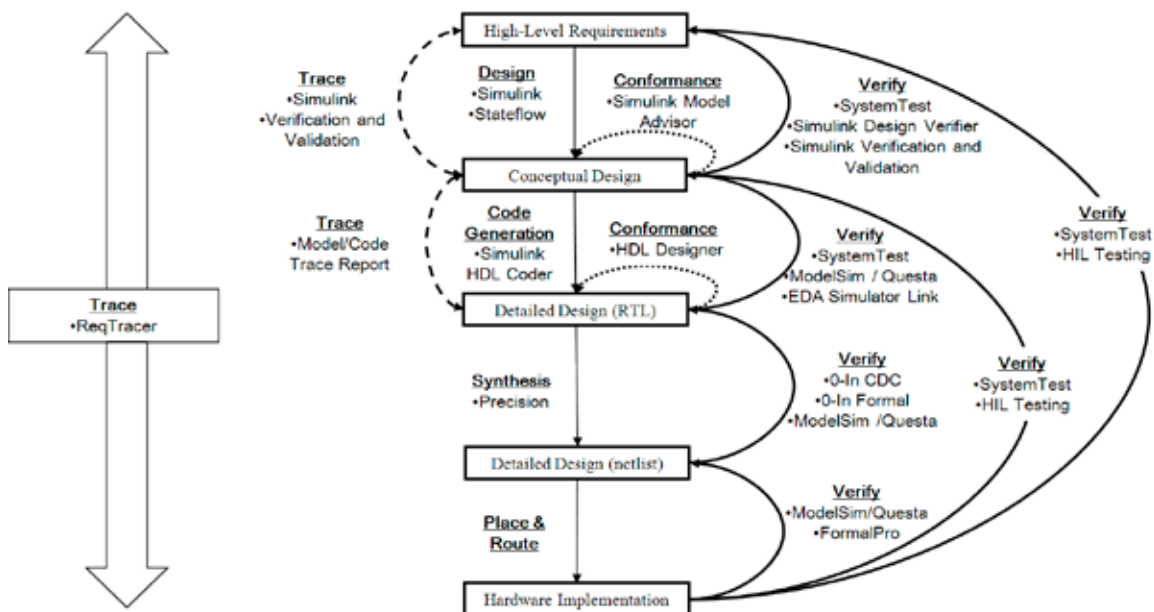 High-Level Requirements
Trace
•Simulink
•Verification and
Validation
Design
•Simulink
•Stateflow
Conformance
•Simulink Model
Advisor
Verify
•SystemTest
•Simulink Design Verifier
•Simulink Verification and
Validation
Conceptual Design
Trace
•Model/Code
Trace Report
Code
Generation
•Simulink
HDL Coder
Conformance
•HDL Designer
Verify
•SystemTest
•ModelSim / Questa
•EDA Simulator Link
Verify
•SystemTest
•HIL Testing
Trace
•ReqTracer
Detailed Design (RTL)
Synthesis
•Precision
Verify
•0-In CDC
•0-In Formal
•ModelSim /Questa
Verify
•SystemTest
•HIL Testing
Detailed Design (netlist)
Place &
Route
Verify
•ModelSim/Questa
•FormalPro
Hardware Implementation